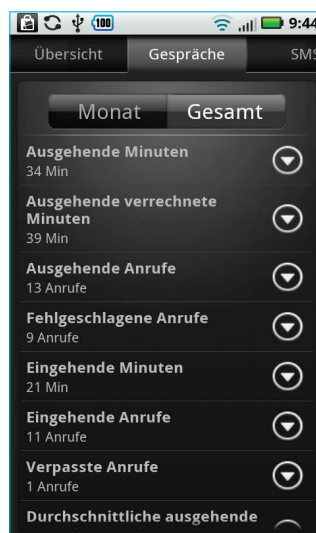 100
9:44
Übersicht
Gespräche
SMS
Monat
Gesamt
Ausgehende Minuten
34 Min
Ausgehende verrechnete
Minuten
39 Min
Ausgehende Anrufe
13 Anrufe
Fehlgeschlagene Anrufe
9 Anrufe
Eingehende Minuten
21 Min
Eingehende Anrufe
11 Anrufe
Verpasste Anrufe
1 Anrufe
Durchschnittliche ausgehende